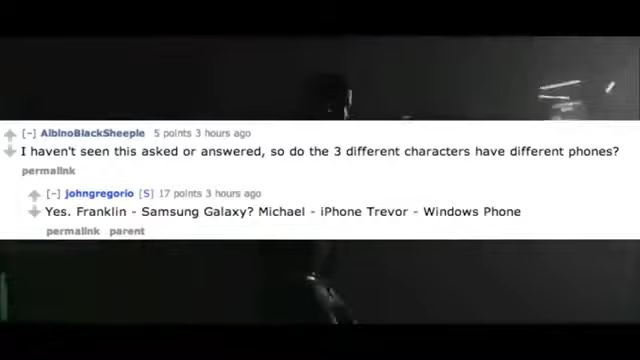 [-] AlbinoBlackSheeple 5 points 3 hours ago
I haven't seen this asked or answered, so do the 3 different characters have different phones?
permalink
[-] johngregorio [S] 17 points 3 hours ago
Yes. Franklin - Samsung Galaxy? Michael - iPhone Trevor - Windows Phone
permalink parent